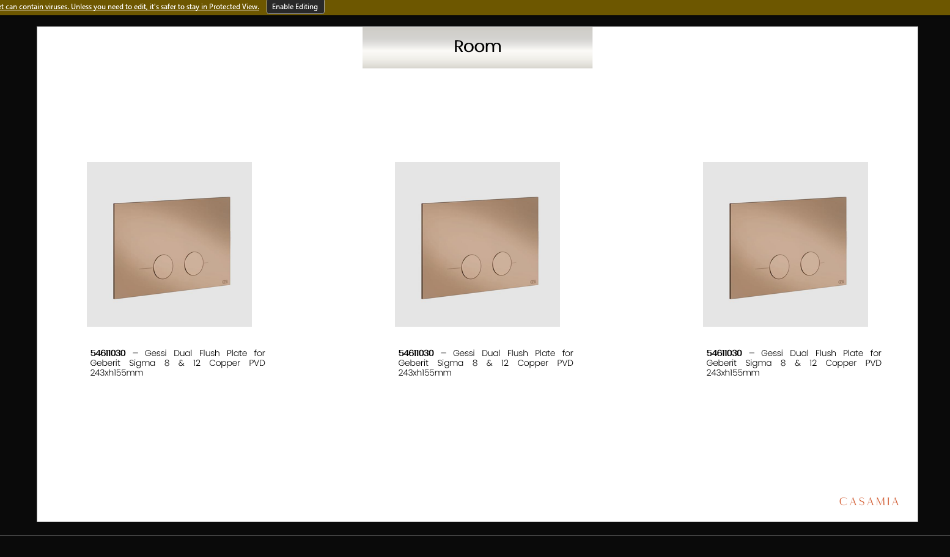 t can contain viruses. Unless you need to edit, it's safer to stay in Protected View.
Enable Editing
Room
54611030 – Gessi Dual Flush Plate for
Geberit Sigma 8 & 12 Copper PVD
243xh155mm
54611030 – Gessi Dual Flush Plate for
Geberit Sigma 8 & 12 Copper PVD
243xh155mm
54611030 – Gessi Dual Flush Plate for
Geberit Sigma 8 & 12 Copper PVD
243xh155mm
CASAMIA